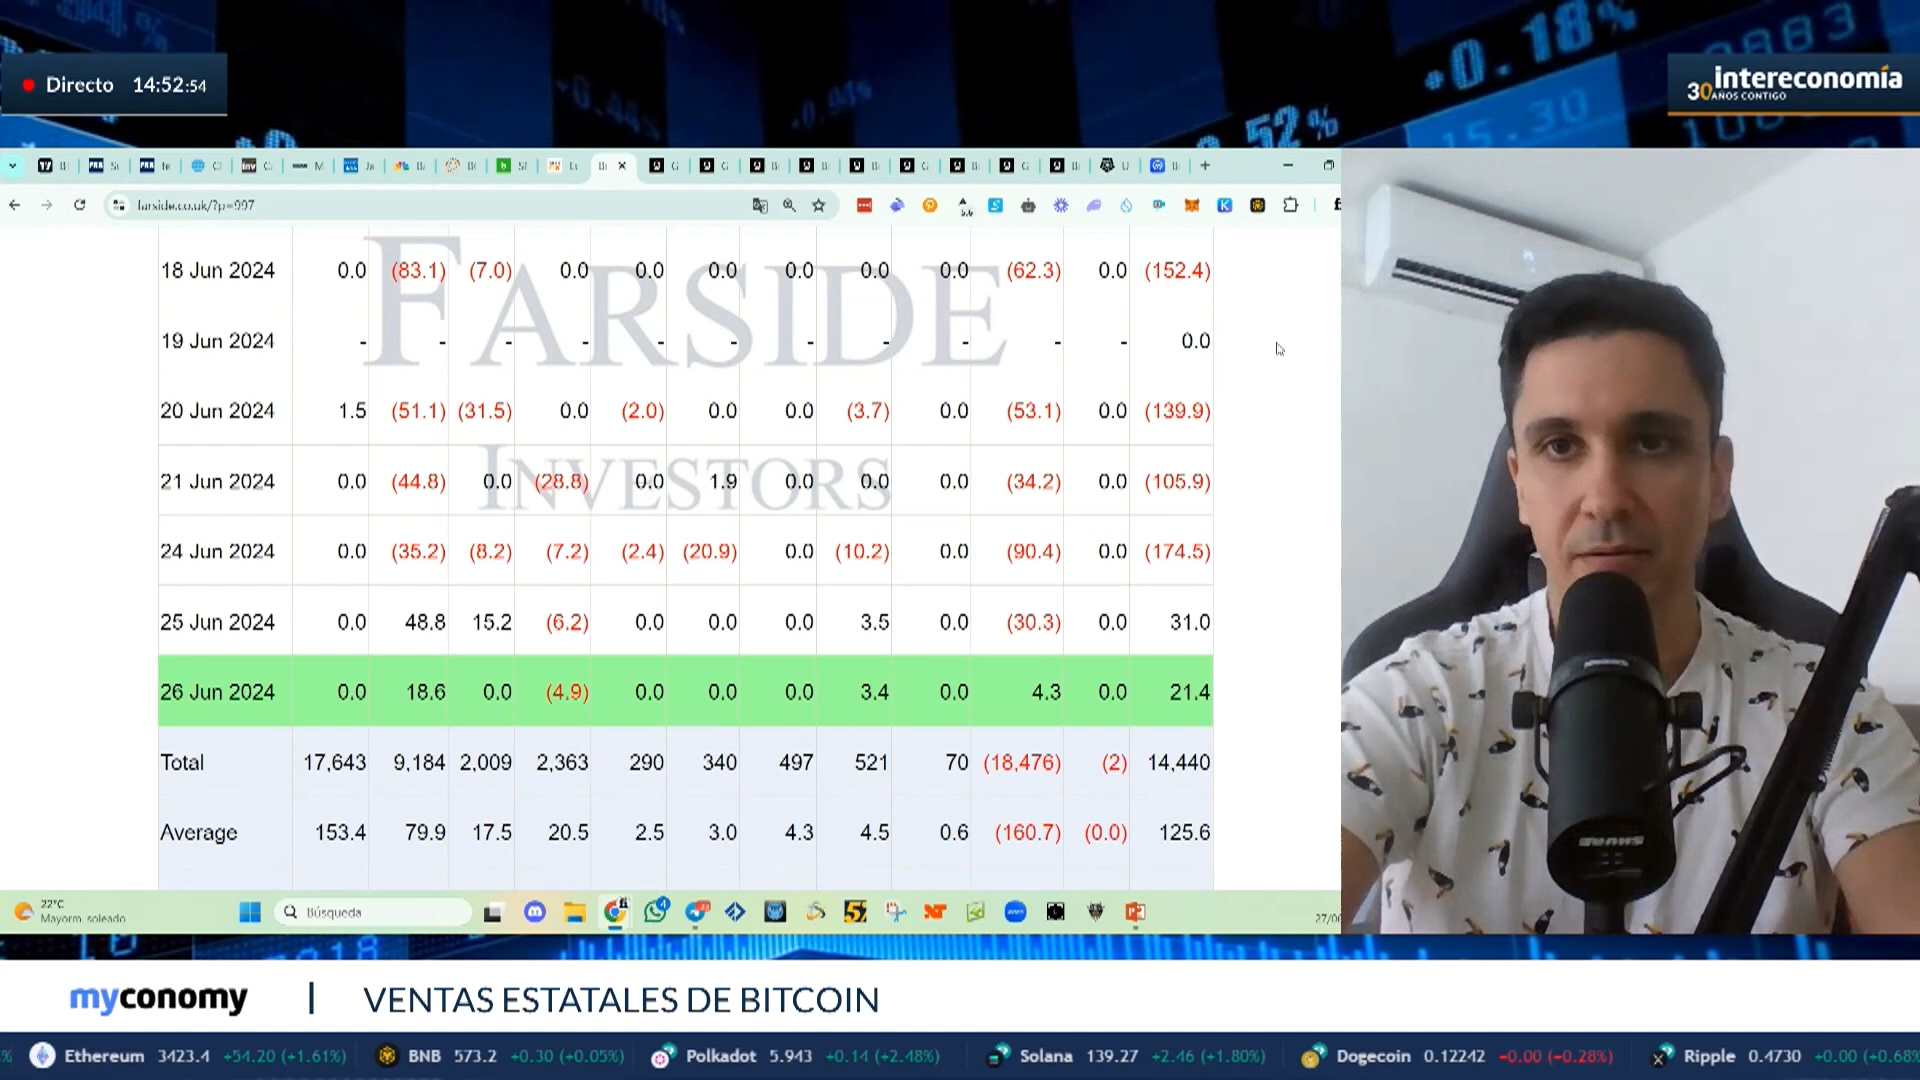 +0.18%
0883
15.30
Directo 14:52:54
30 AÑOS CONTIGO intereconomía
farside.co.uk/?p=997
FARSIDE
INVESTORS
18 Jun 2024 0.0 (83.1) (7.0) 0.0 0.0 0.0 0.0 0.0 0.0 (62.3) 0.0 (152.4)
19 Jun 2024 - - - - - - - - - - - 0.0
20 Jun 2024 1.5 (51.1) (31.5) 0.0 (2.0) 0.0 0.0 (3.7) 0.0 (53.1) 0.0 (139.9)
21 Jun 2024 0.0 (44.8) 0.0 (28.8) 0.0 1.9 0.0 0.0 0.0 (34.2) 0.0 (105.9)
24 Jun 2024 0.0 (35.2) (8.2) (7.2) (2.4) (20.9) 0.0 (10.2) 0.0 (90.4) 0.0 (174.5)
25 Jun 2024 0.0 48.8 15.2 (6.2) 0.0 0.0 0.0 3.5 0.0 (30.3) 0.0 31.0
26 Jun 2024 0.0 18.6 0.0 (4.9) 0.0 0.0 0.0 3.4 0.0 4.3 0.0 21.4
Total 17,643 9,184 2,009 2,363 290 340 497 521 70 (18,476) (2) 14,440
Average 153.4 79.9 17.5 20.5 2.5 3.0 4.3 4.5 0.6 (160.7) (0.0) 125.6
22°C
Mayorm. soleado
Búsqueda
myconomy | VENTAS ESTATALES DE BITCOIN
Ethereum 3423.4 +54.20 (+1.61%) BNB 573.2 +0.30 (+0.05%) Polkadot 5.943 +0.14 (+2.48%) Solana 139.27 +2.46 (+1.80%) Dogecoin 0.12242 -0.00 (-0.28%) Ripple 0.4730 +0.00 (+0.68%